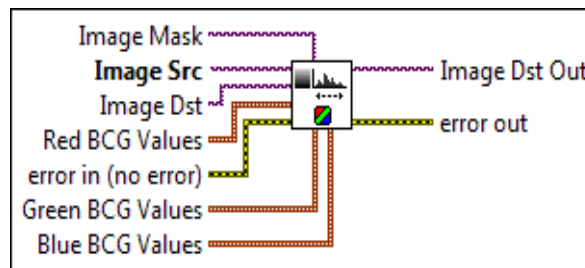 Image Mask
Image Src
Image Dst
Red BCG Values
error in (no error)
Green BCG Values
Blue BCG Values
Image Dst Out
error out